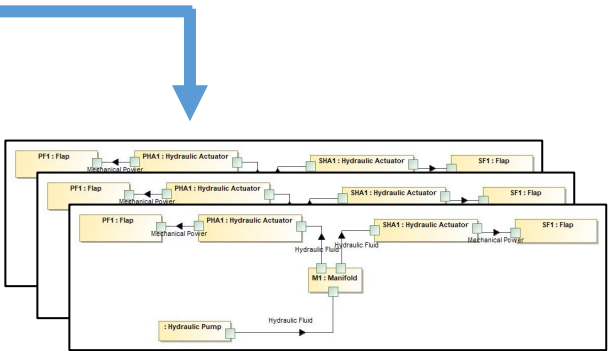 PF1 : Flap
PHA1 : Hydraulic Actuator
SHA1 : Hydraulic Actuator
SF1 : Flap
Mechanical Power
PF1 : Flap
PHA1 : Hydraulic Actuator
SHA1 : Hydraulic Actuator
SF1 : Flap
Mechanical Power
PF1 : Flap
PHA1 : Hydraulic Actuator
SHA1 : Hydraulic Actuator
SF1 : Flap
Mechanical Power
Mechanical Power
Hydraulic Fluid
Hydraulic Fluid
M1 : Manifold
Hydraulic Fluid
: Hydraulic Pump